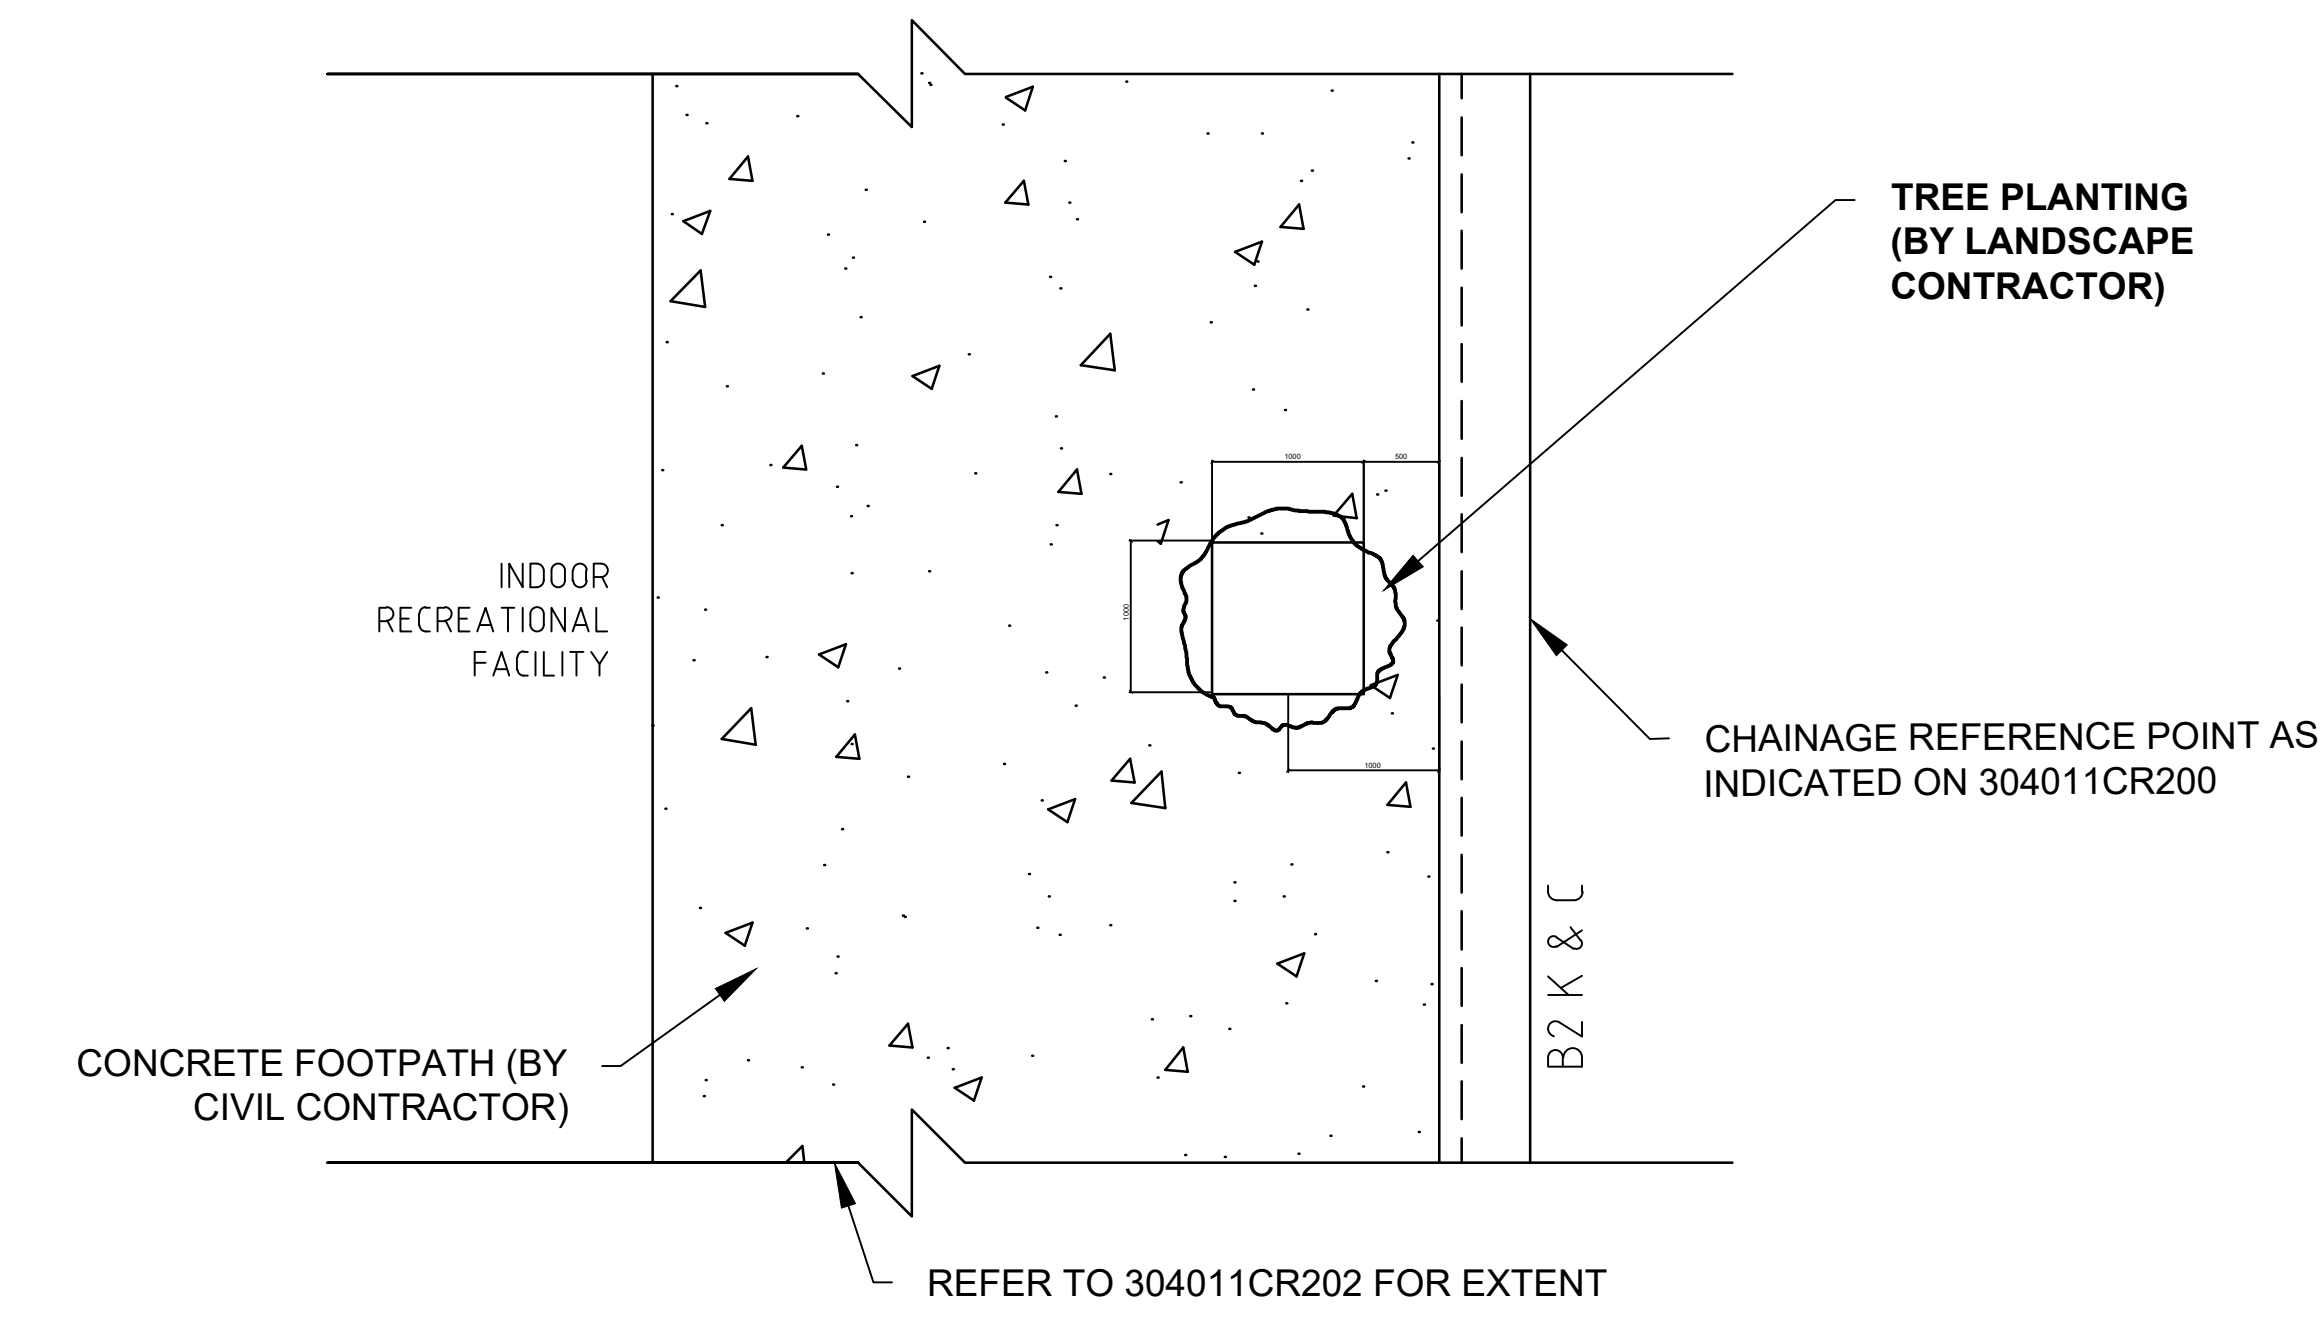 TREE PLANTING
(BY LANDSCAPE
CONTRACTOR)
1000
500
INDOOR
RECREATIONAL
FACILITY
1000
CHAINAGE REFERENCE POINT AS
INDICATED ON 304011CR200
1000
B2 K & C
CONCRETE FOOTPATH (BY
CIVIL CONTRACTOR)
REFER TO 304011CR202 FOR EXTENT